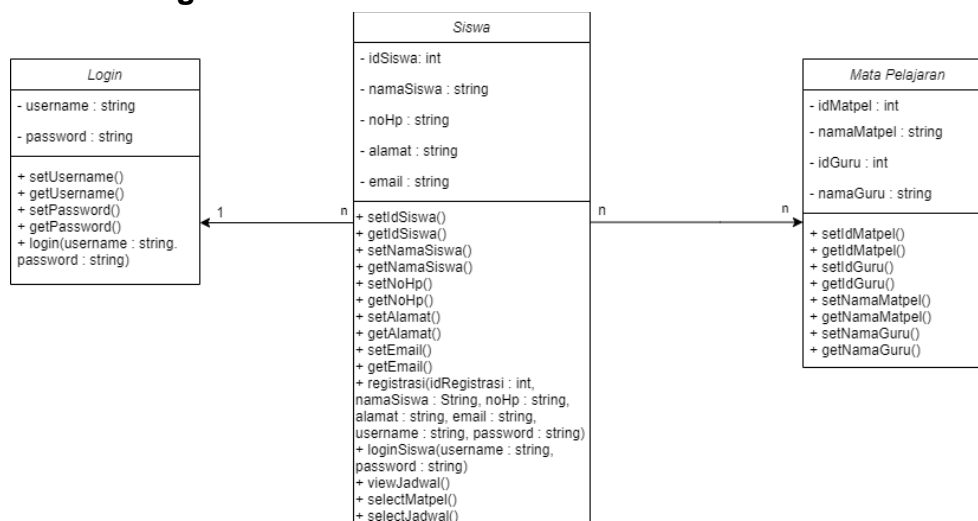 Login
- username : string
- password : string
+ setUsername()
+ getUsername()
+ setPassword()
+ getPassword()
+ login(username : string.
password : string)
1
n
Siswa
- idSiswa: int
- namaSiswa : string
- noHp : string
- alamat : string
- email : string
+ setIdSiswa()
+ getIdSiswa()
+ setNamaSiswa()
+ getNamaSiswa()
+ setNoHp()
+ getNoHp()
+ setAlamat()
+ getAlamat()
+ setEmail()
+ getEmail()
+ registrasi(idRegistrasi : int,
namaSiswa : String, noHp : string,
alamat : string, email : string,
username : string, password : string)
+ loginSiswa(username : string,
password : string)
+ viewJadwal()
+ selectMatpel()
+ selectJadwal()
n
n
Mata Pelajaran
- idMatpel : int
- namaMatpel : string
- idGuru : int
- namaGuru : string
+ setIdMatpel()
+ getIdMatpel()
+ setIdGuru()
+ getIdGuru()
+ setNamaMatpel()
+ getNamaMatpel()
+ setNamaGuru()
+ getNamaGuru()